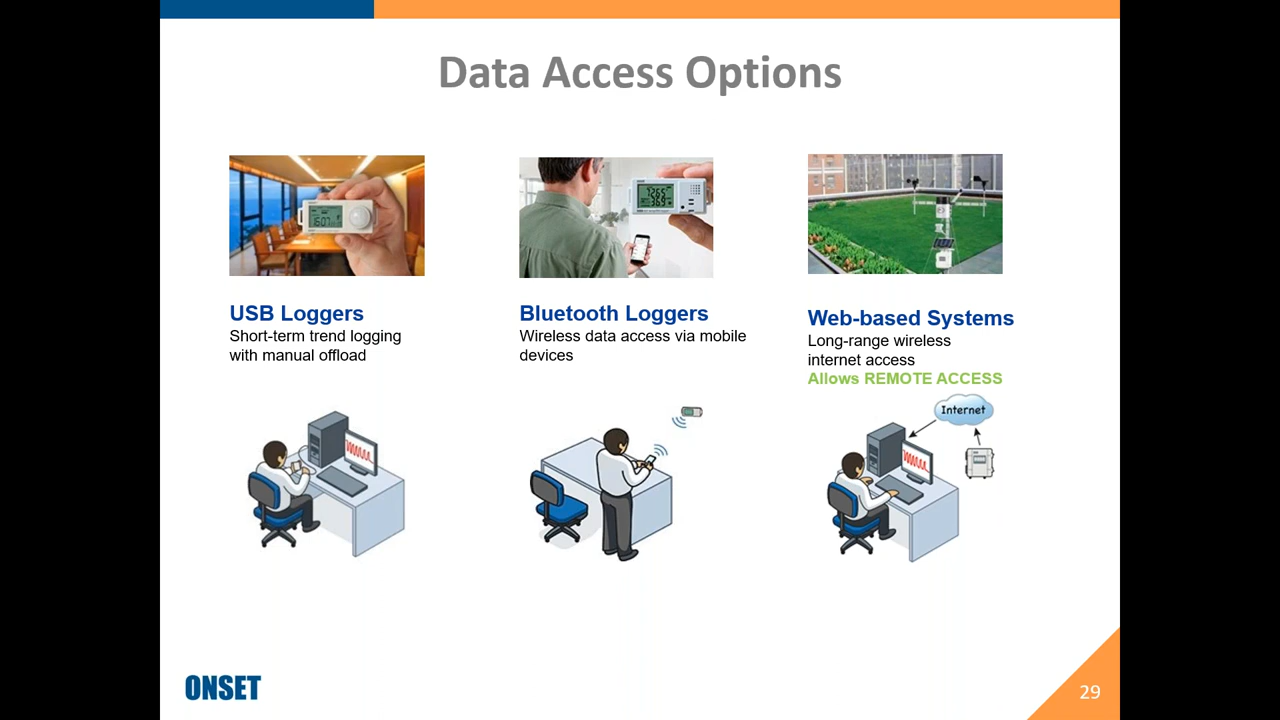 Data Access Options
USB Loggers
Short-term trend logging
with manual offload
Bluetooth Loggers
Wireless data access via mobile
devices
Web-based Systems
Long-range wireless
internet access
Allows REMOTE ACCESS
Internet
ONSET
29